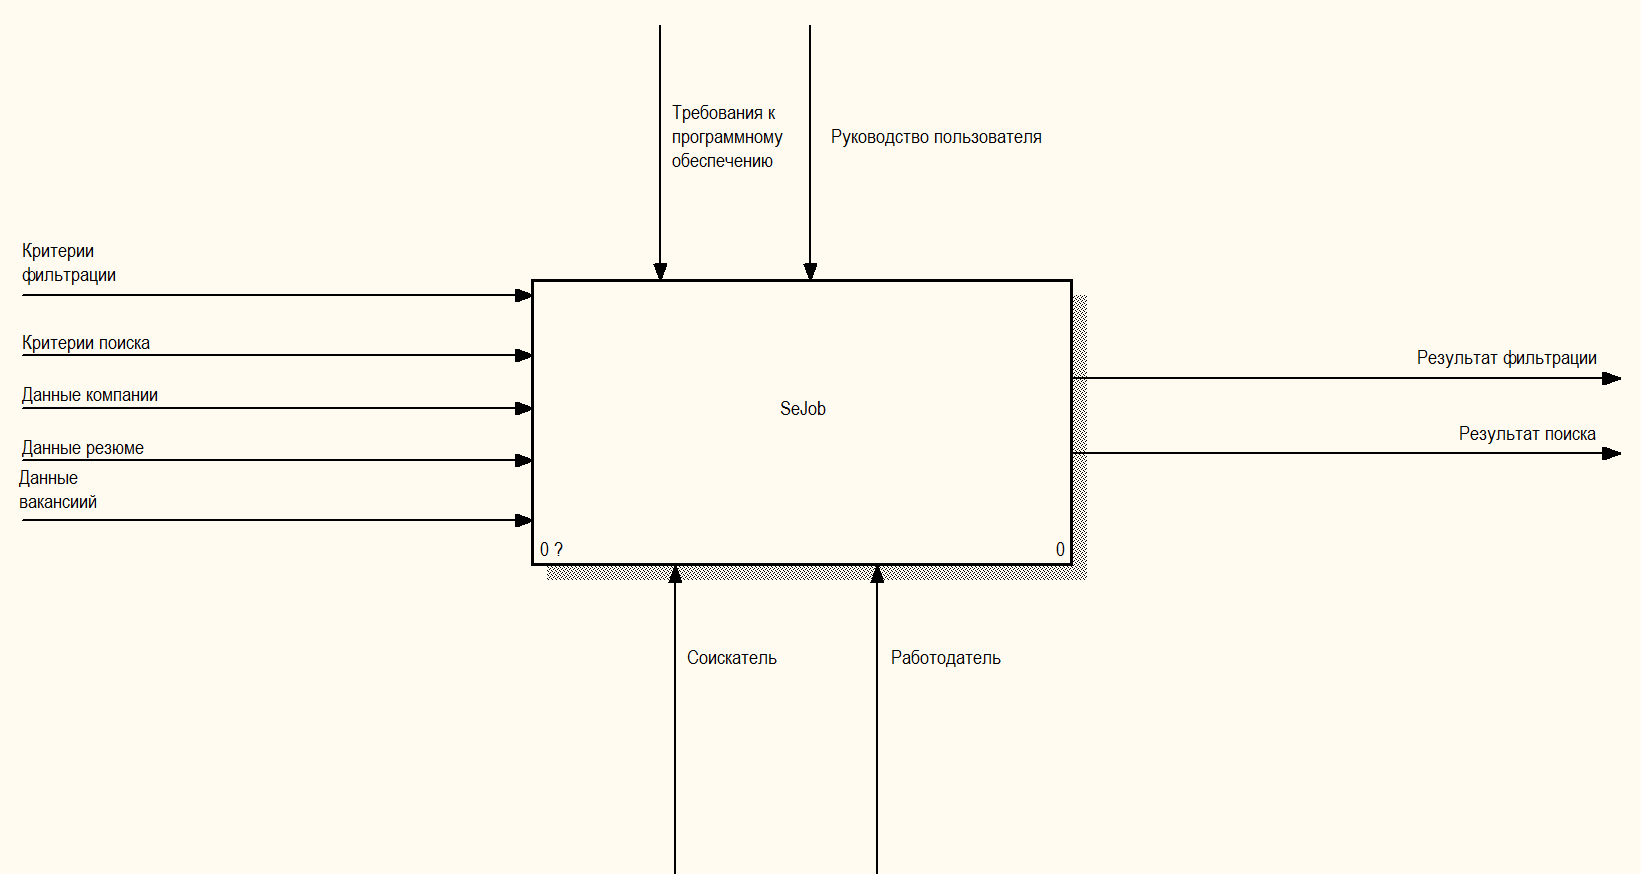 Требования к
программному
обеспечению
Руководство пользователя
Критерии
фильтрации
Критерии поиска
Данные компании
Данные резюме
Данные
вакансиий
SeJob
0 ?
0
Результат фильтрации
Результат поиска
Соискатель
Работодатель